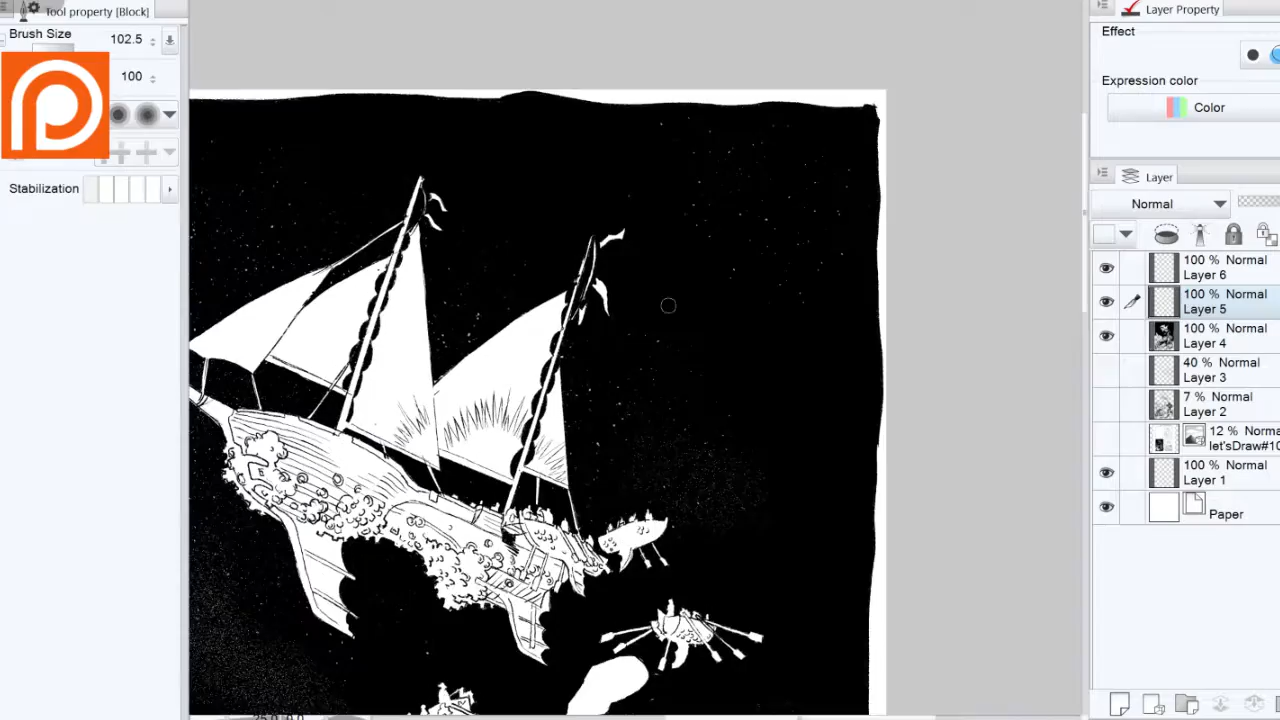 Tool property [Block]
Brush Size
102.5
100
Stabilization
Layer Property
Effect
Expression color
Color
Layer
Normal
100 % Normal
Layer 6
100 % Normal
Layer 5
100 % Normal
Layer 4
40 % Normal
Layer 3
7 % Normal
Layer 2
12 % Norma
let'sDraw#10
100 % Normal
Layer 1
Paper